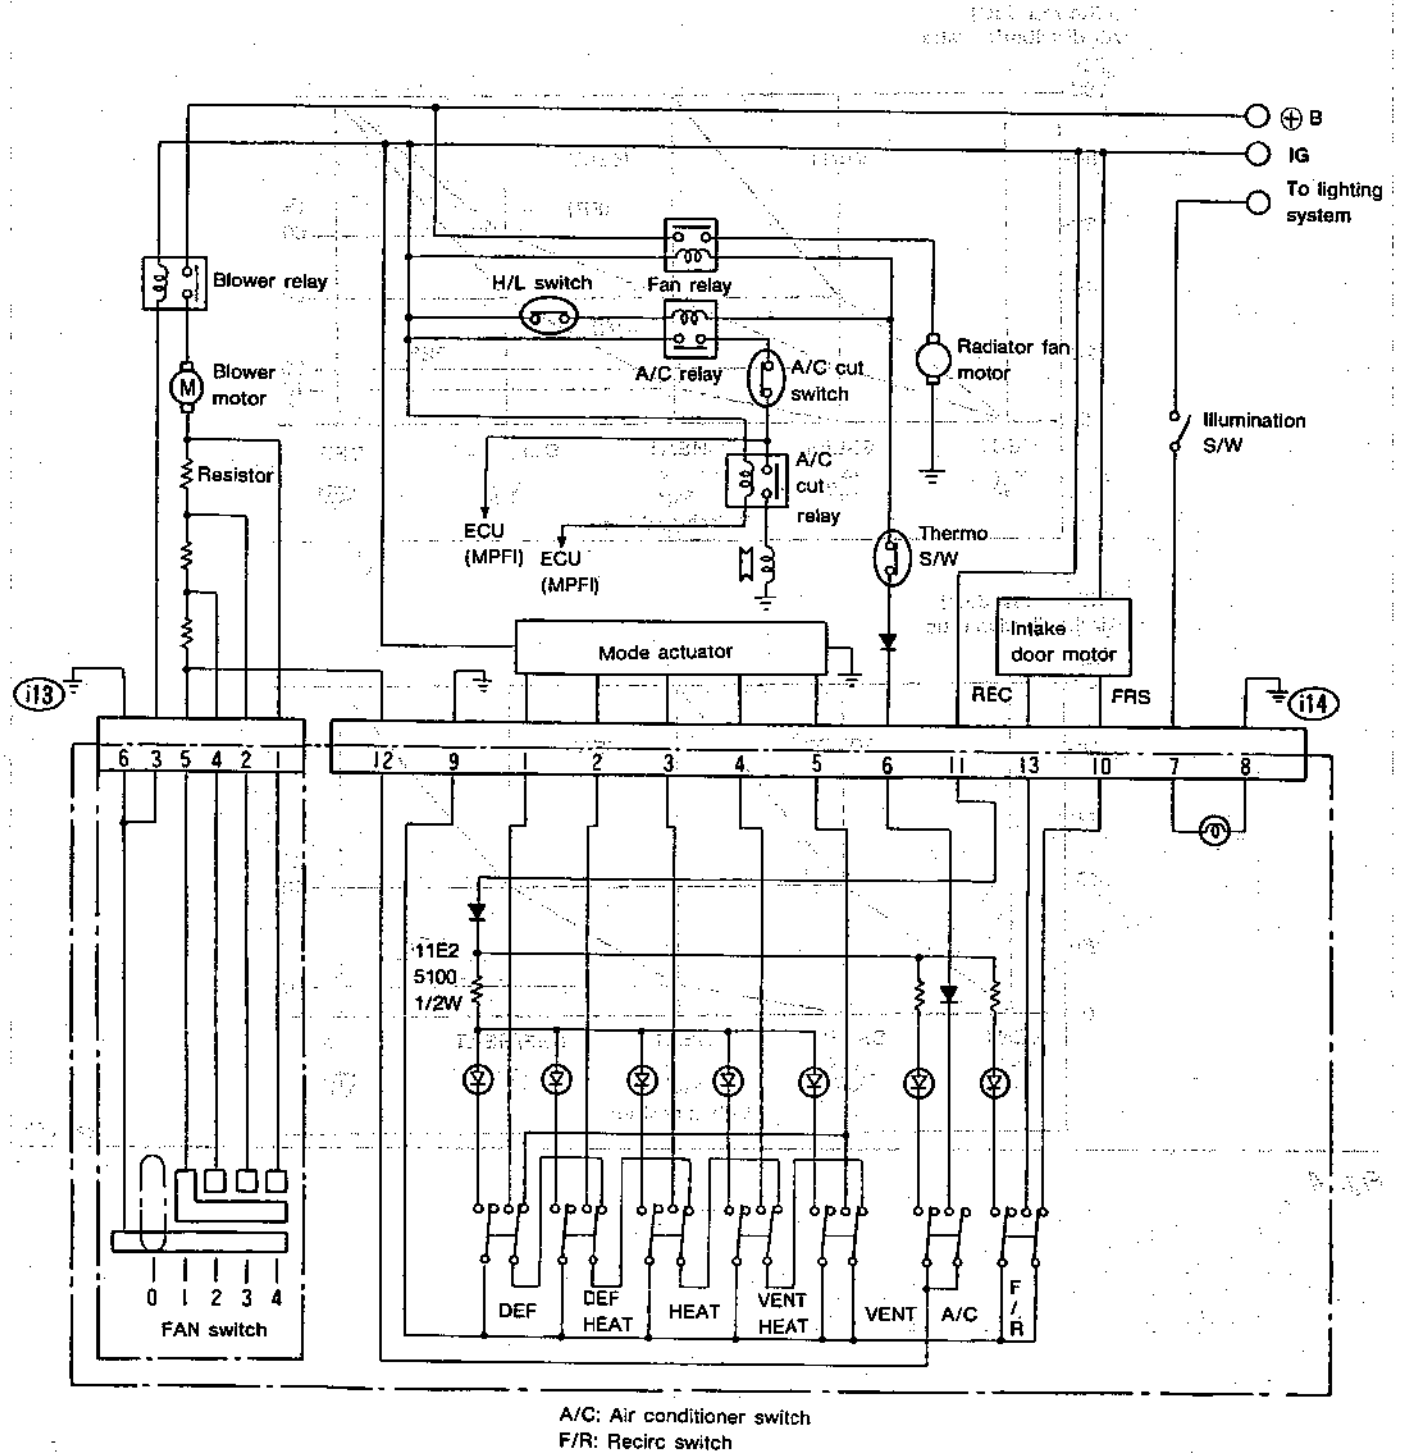 B
IG
To lighting
system
Blower relay
H/L switch
Fan relay
A/C relay
A/C cut
switch
Radiator fan
motor
M
Blower
motor
Illumination
S/W
Resistor
A/C
cut
relay
ECU
(MPFI)
ECU
(MPFI)
Thermo
S/W
Mode actuator
Intake
door motor
REC
FRS
i13
i14
6 3 5 4 2 1
12 9 1 2 3 4 5 6 11 13 10 7 8
11E2
5100
1/2W
0 1 2 3 4
FAN switch
DEF
DEF
HEAT
HEAT
VENT
HEAT
VENT
A/C
F
/
R
A/C: Air conditioner switch
F/R: Recirc switch